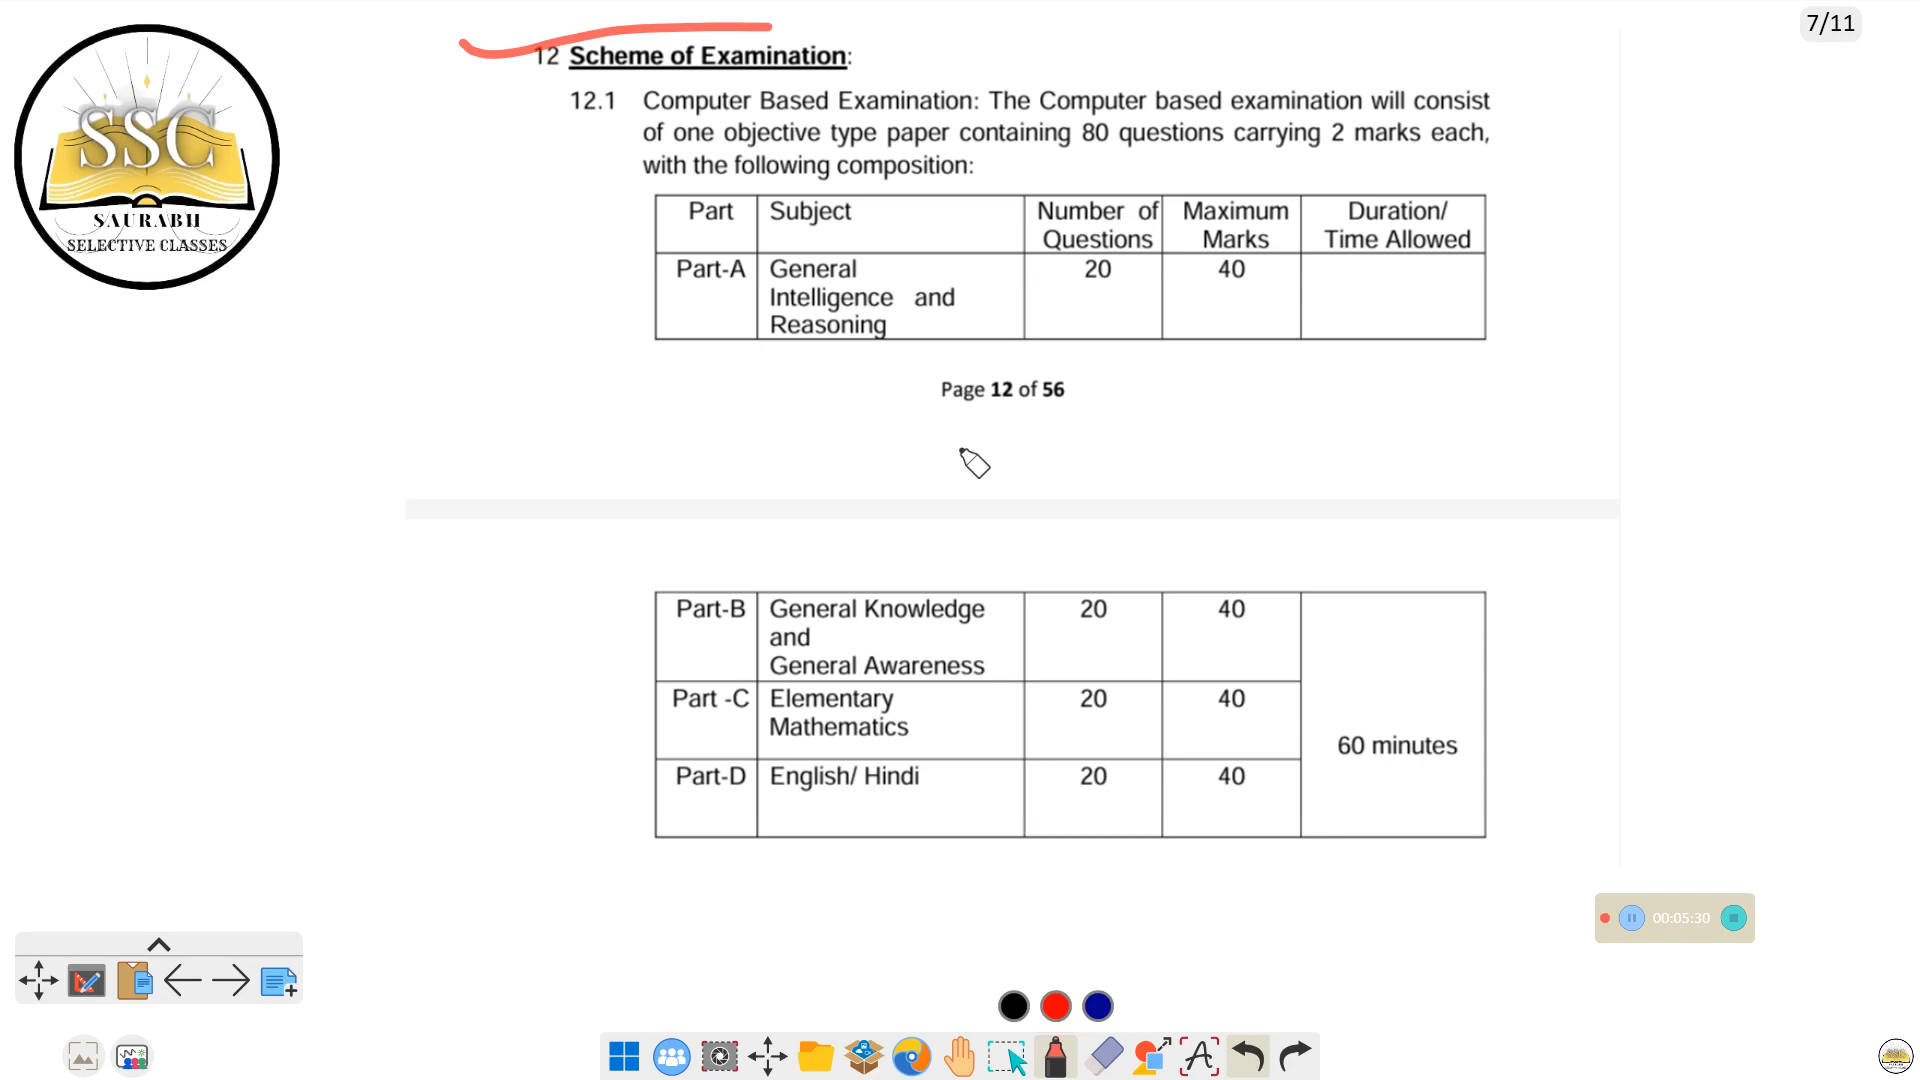 7/11
SSC
SAURABH
SELECTIVE CLASSES
12 Scheme of Examination:
12.1 Computer Based Examination: The Computer based examination will consist
of one objective type paper containing 80 questions carrying 2 marks each,
with the following composition:
Part Subject Number of Questions Maximum Marks Duration/ Time Allowed
Part-A General Intelligence and Reasoning 20 40
Page 12 of 56
Part-B General Knowledge and General Awareness 20 40
Part -C Elementary Mathematics 20 40
60 minutes
Part-D English/ Hindi 20 40
00:05:30